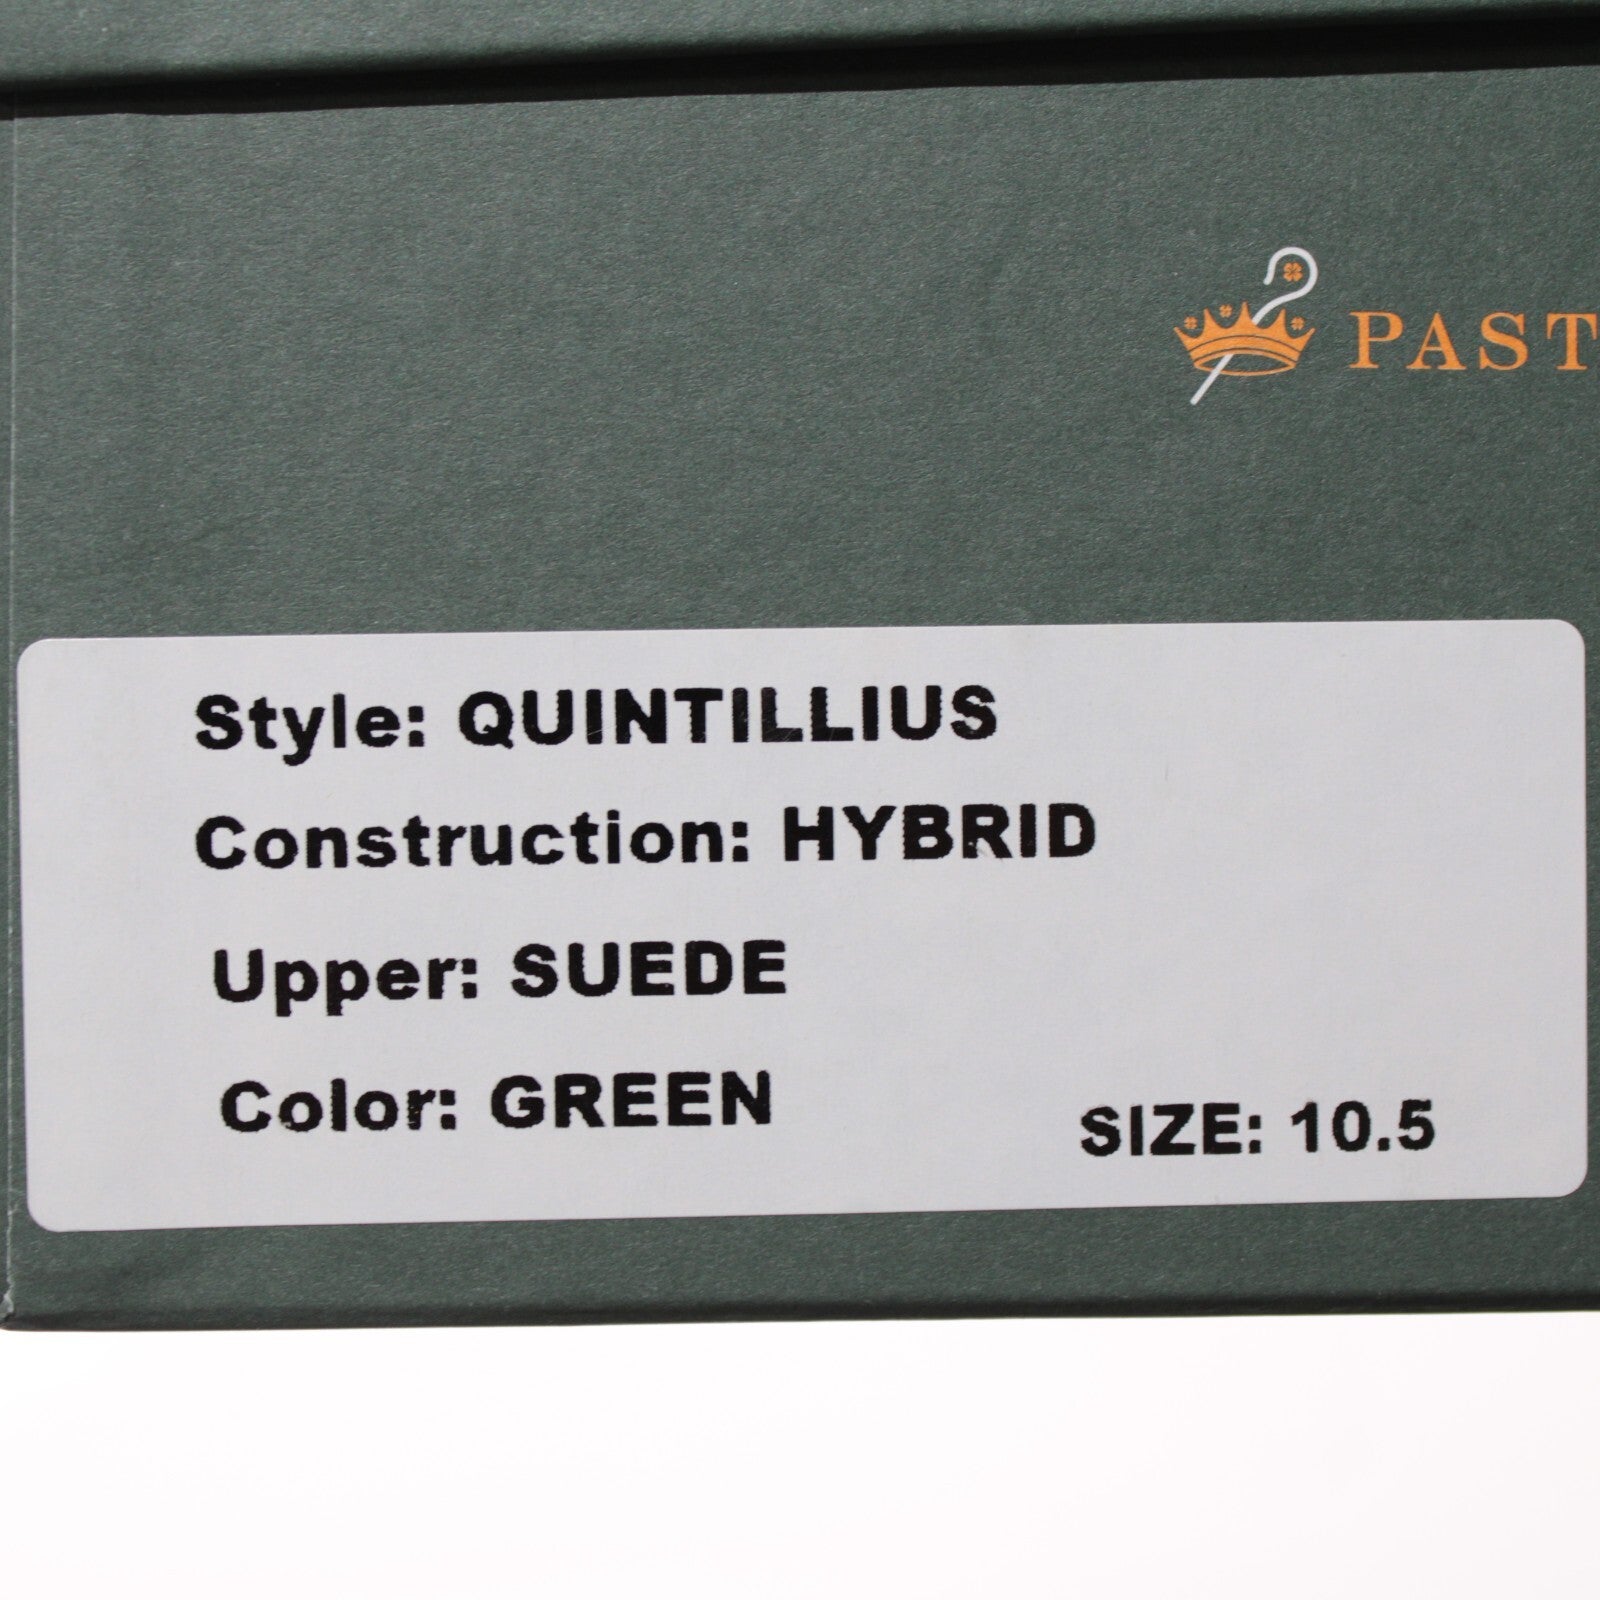 PAST
Style: QUINTILLIUS
Construction: HYBRID
Upper: SUEDE
Color: GREEN
SIZE: 10.5